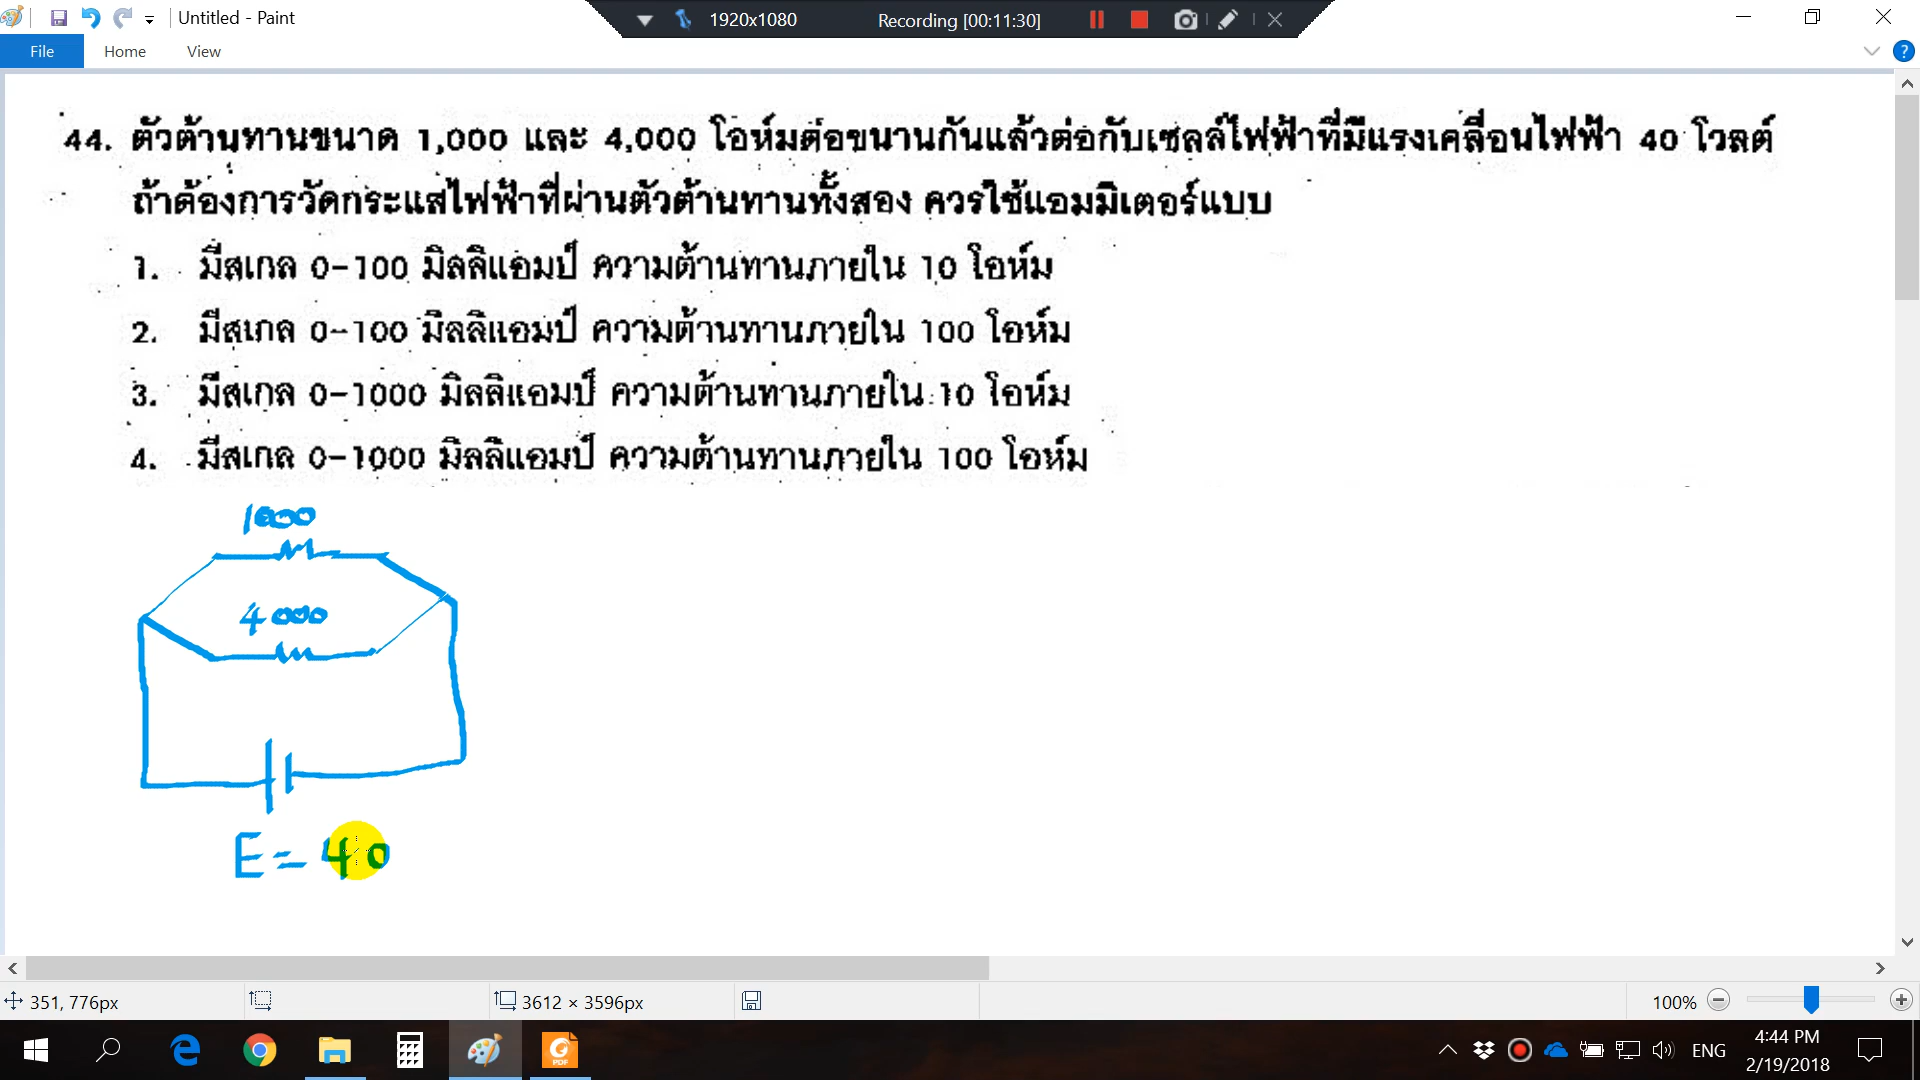 Untitled - Paint
1920x1080
Recording [00:11:30]
File
Home
View
44. ตัวต้านทานขนาด 1,000 และ 4,000 โอห์มต่อขนานกันแล้วต่อกับเซลล์ไฟฟ้าที่มีแรงเคลื่อนไฟฟ้า 40 โวลต์
ถ้าต้องการวัดกระแสไฟฟ้าที่ผ่านตัวต้านทานทั้งสอง ควรใช้แอมมิเตอร์แบบ
1. มีสเกล 0-100 มิลลิแอมป์ ความต้านทานภายใน 10 โอห์ม
2. มีสเกล 0-100 มิลลิแอมป์ ความต้านทานภายใน 100 โอห์ม
3. มีสเกล 0-1000 มิลลิแอมป์ ความต้านทานภายใน 10 โอห์ม
4. มีสเกล 0-1000 มิลลิแอมป์ ความต้านทานภายใน 100 โอห์ม
1000
4000
E = 40
351, 776px
3612 × 3596px
100%
PDF
ENG
4:44 PM
2/19/2018